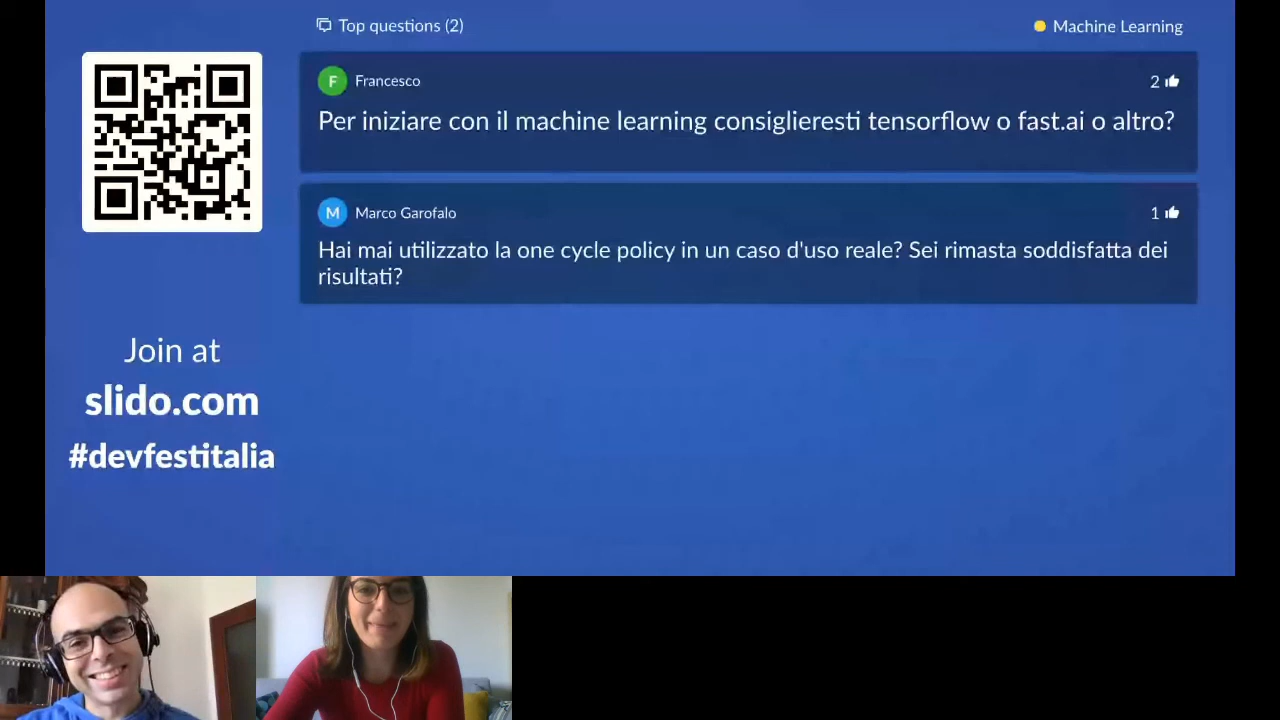 Top questions (2)
Machine Learning
F
Francesco
2
Per iniziare con il machine learning consiglieresti tensorflow o fast.ai o altro?
M
Marco Garofalo
1
Hai mai utilizzato la one cycle policy in un caso d'uso reale? Sei rimasta soddisfatta dei
risultati?
Join at
slido.com
#devfestitalia